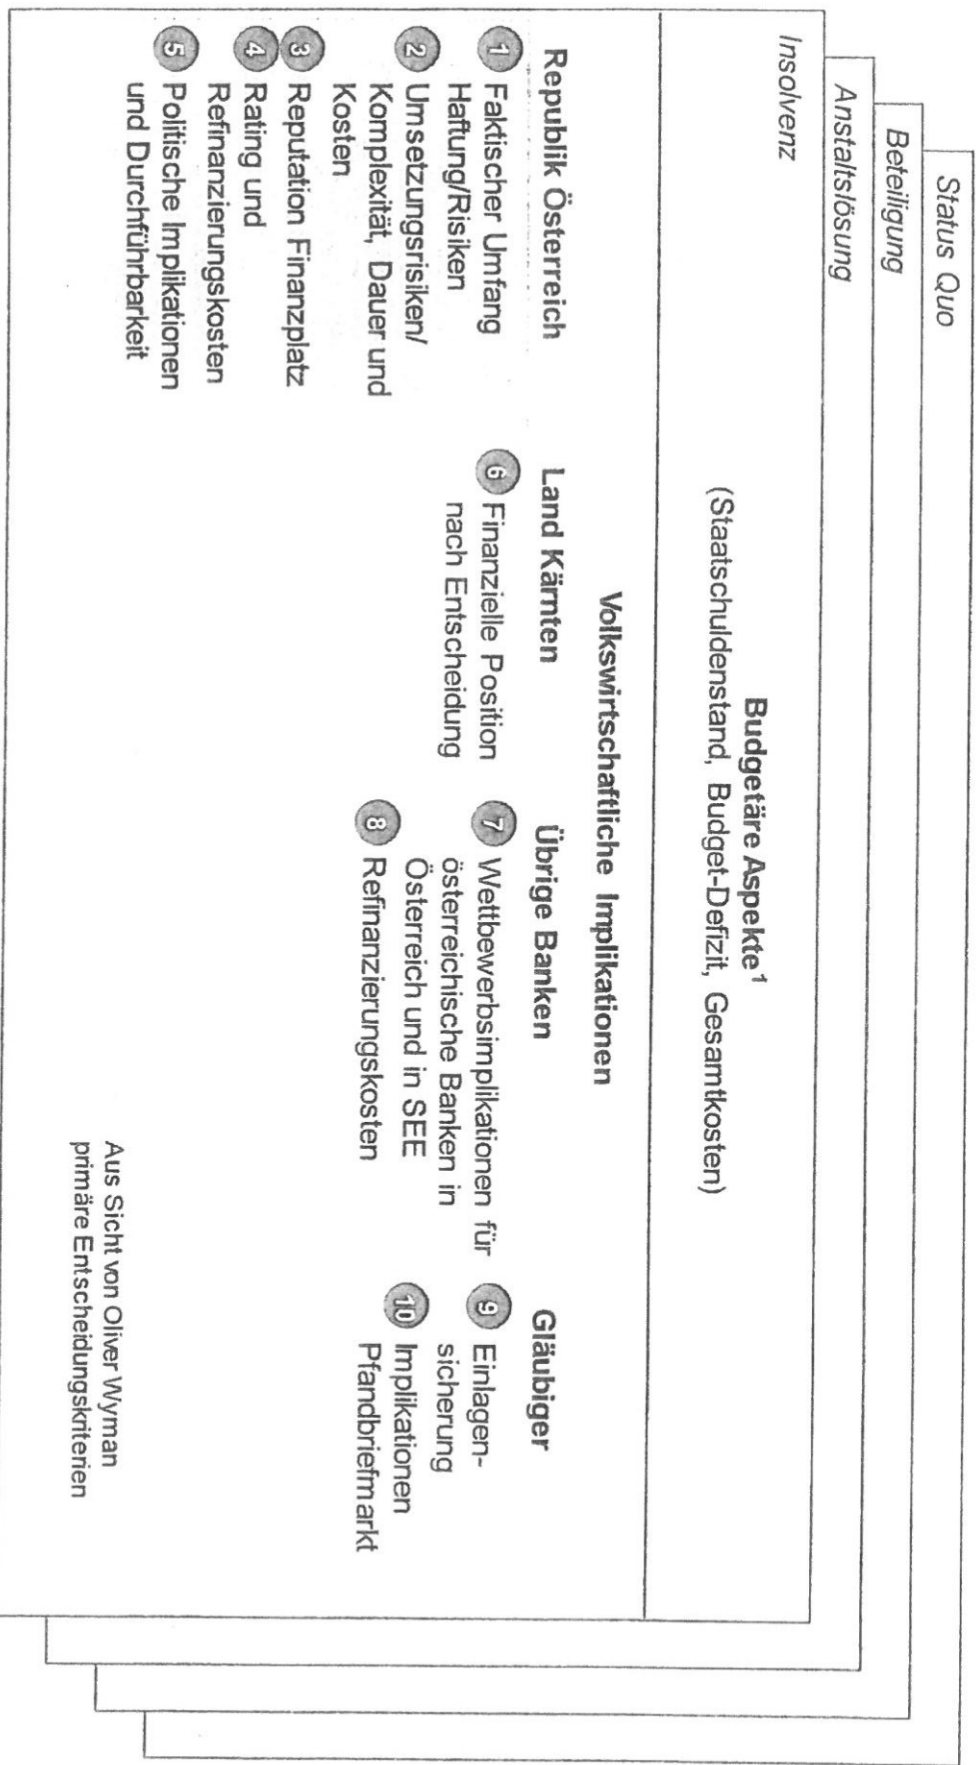 Status Quo
Beteiligung
Anstaltslösung
Insolvenz
Budgetäre Aspekte¹
(Staatschuldenstand, Budget-Defizit, Gesamtkosten)
Volkswirtschaftliche Implikationen
Republik Österreich
1 Faktischer Umfang
Haftung/Risiken
2 Umsetzungsrisiken/
Komplexität, Dauer und
Kosten
3 Reputation Finanzplatz
4 Rating und
Refinanzierungskosten
5 Politische Implikationen
und Durchführbarkeit
Land Kärnten
6 Finanzielle Position
nach Entscheidung
Übrige Banken
7 Wettbewerbsimplikationen für
österreichische Banken in
Österreich und in SEE
8 Refinanzierungskosten
Gläubiger
9 Einlagen-
sicherung
10 Implikationen
Pfandbriefmarkt
Aus Sicht von Oliver Wyman
primäre Entscheidungskriterien